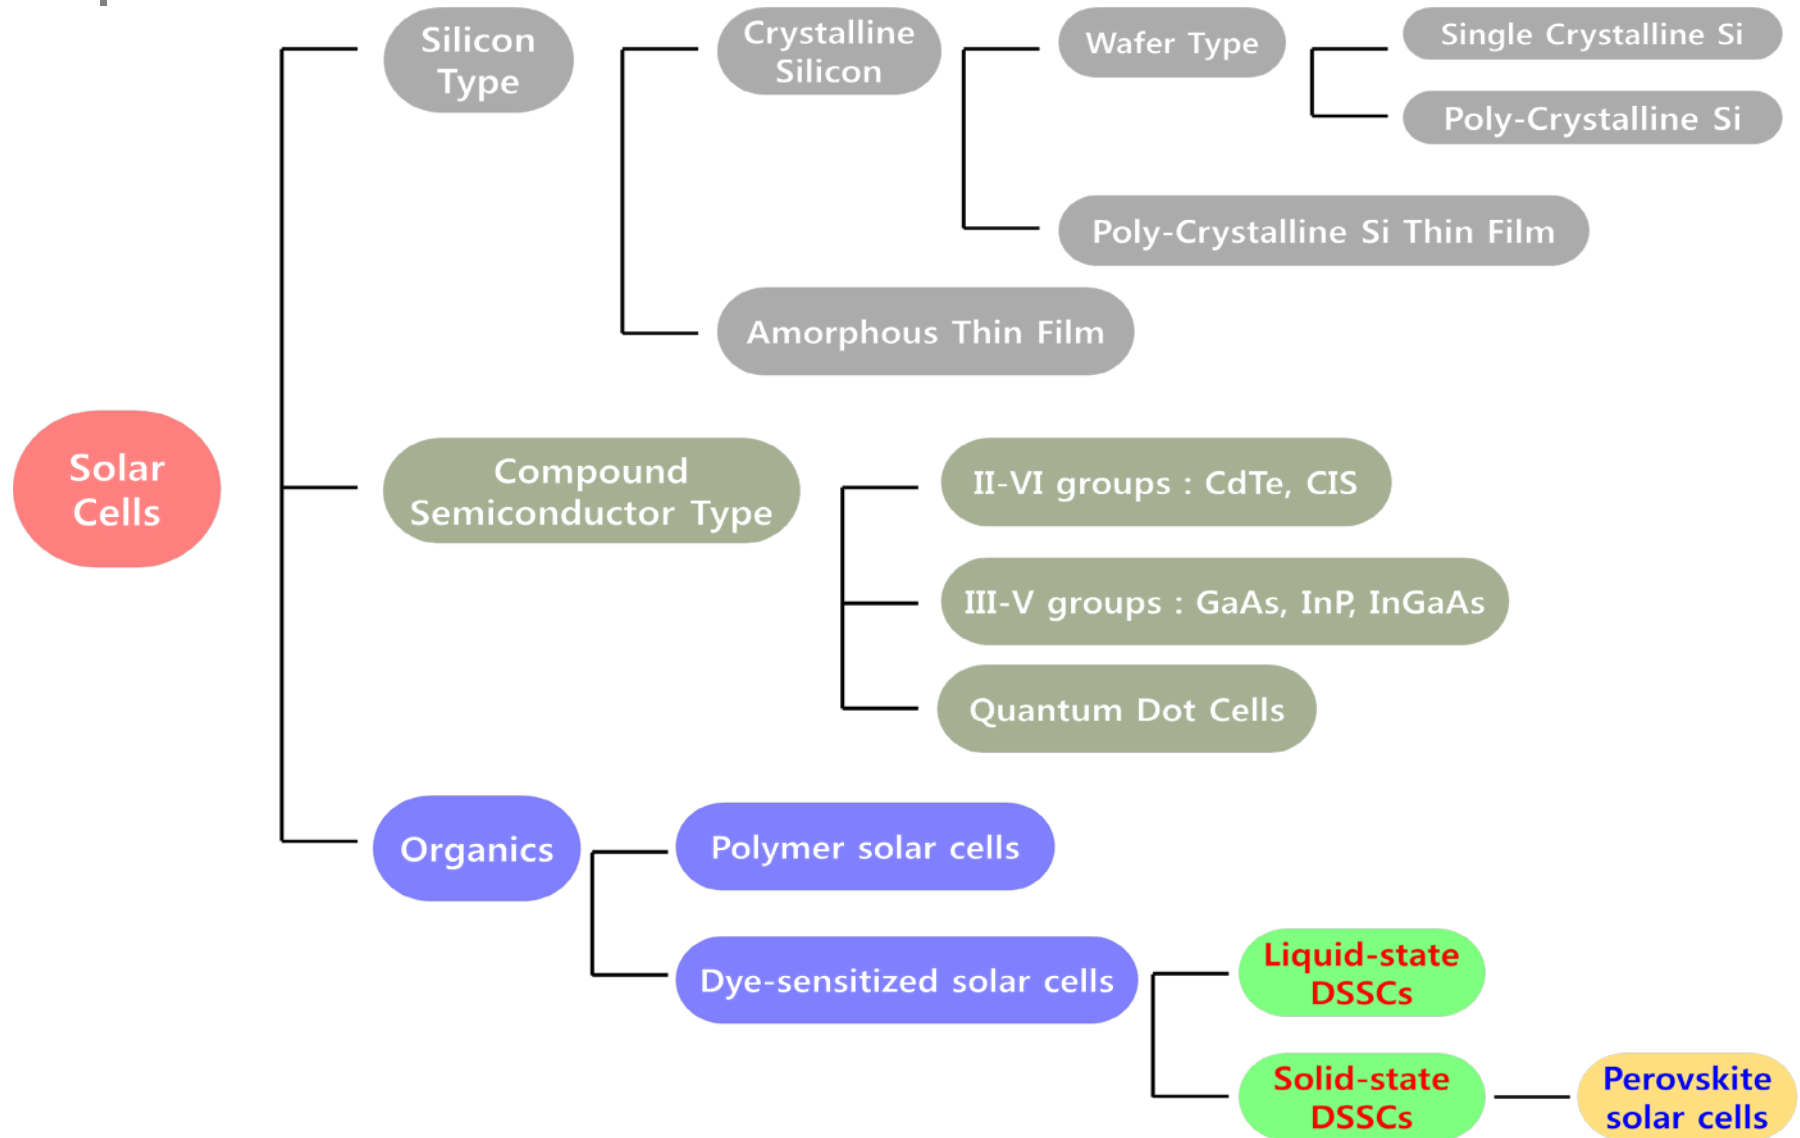 Silicon
Type
Crystalline
Silicon
Wafer Type
Single Crystalline Si
Poly-Crystalline Si
Poly-Crystalline Si Thin Film
Amorphous Thin Film
Solar
Cells
Compound
Semiconductor Type
II-VI groups : CdTe, CIS
III-V groups : GaAs, InP, InGaAs
Quantum Dot Cells
Organics
Polymer solar cells
Dye-sensitized solar cells
Liquid-state
DSSCs
Solid-state
DSSCs
Perovskite
solar cells